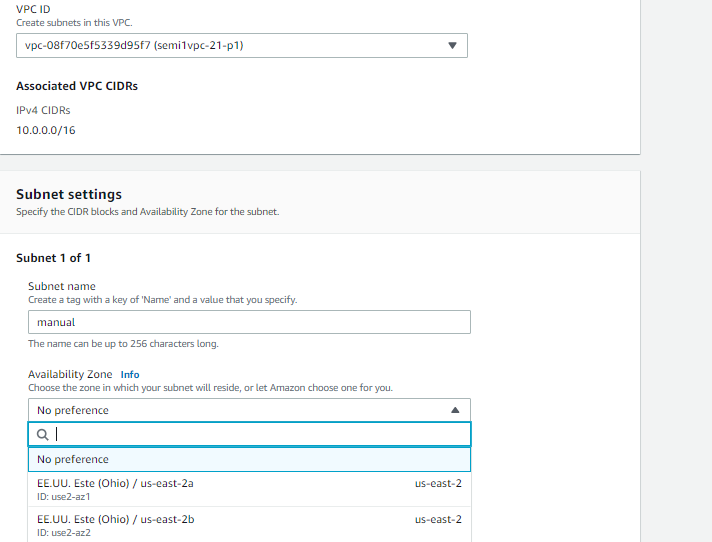 VPC ID
Create subnets in this VPC.
vpc-08f70e5f5339d95f7 (semi1vpc-21-p1)
Associated VPC CIDRs
IPv4 CIDRs
10.0.0.0/16
Subnet settings
Specify the CIDR blocks and Availability Zone for the subnet.
Subnet 1 of 1
Subnet name
Create a tag with a key of 'Name' and a value that you specify.
manual
The name can be up to 256 characters long.
Availability Zone Info
Choose the zone in which your subnet will reside, or let Amazon choose one for you.
No preference
No preference
EE.UU. Este (Ohio) / us-east-2a us-east-2
ID: use2-az1
EE.UU. Este (Ohio) / us-east-2b us-east-2
ID: use2-az2